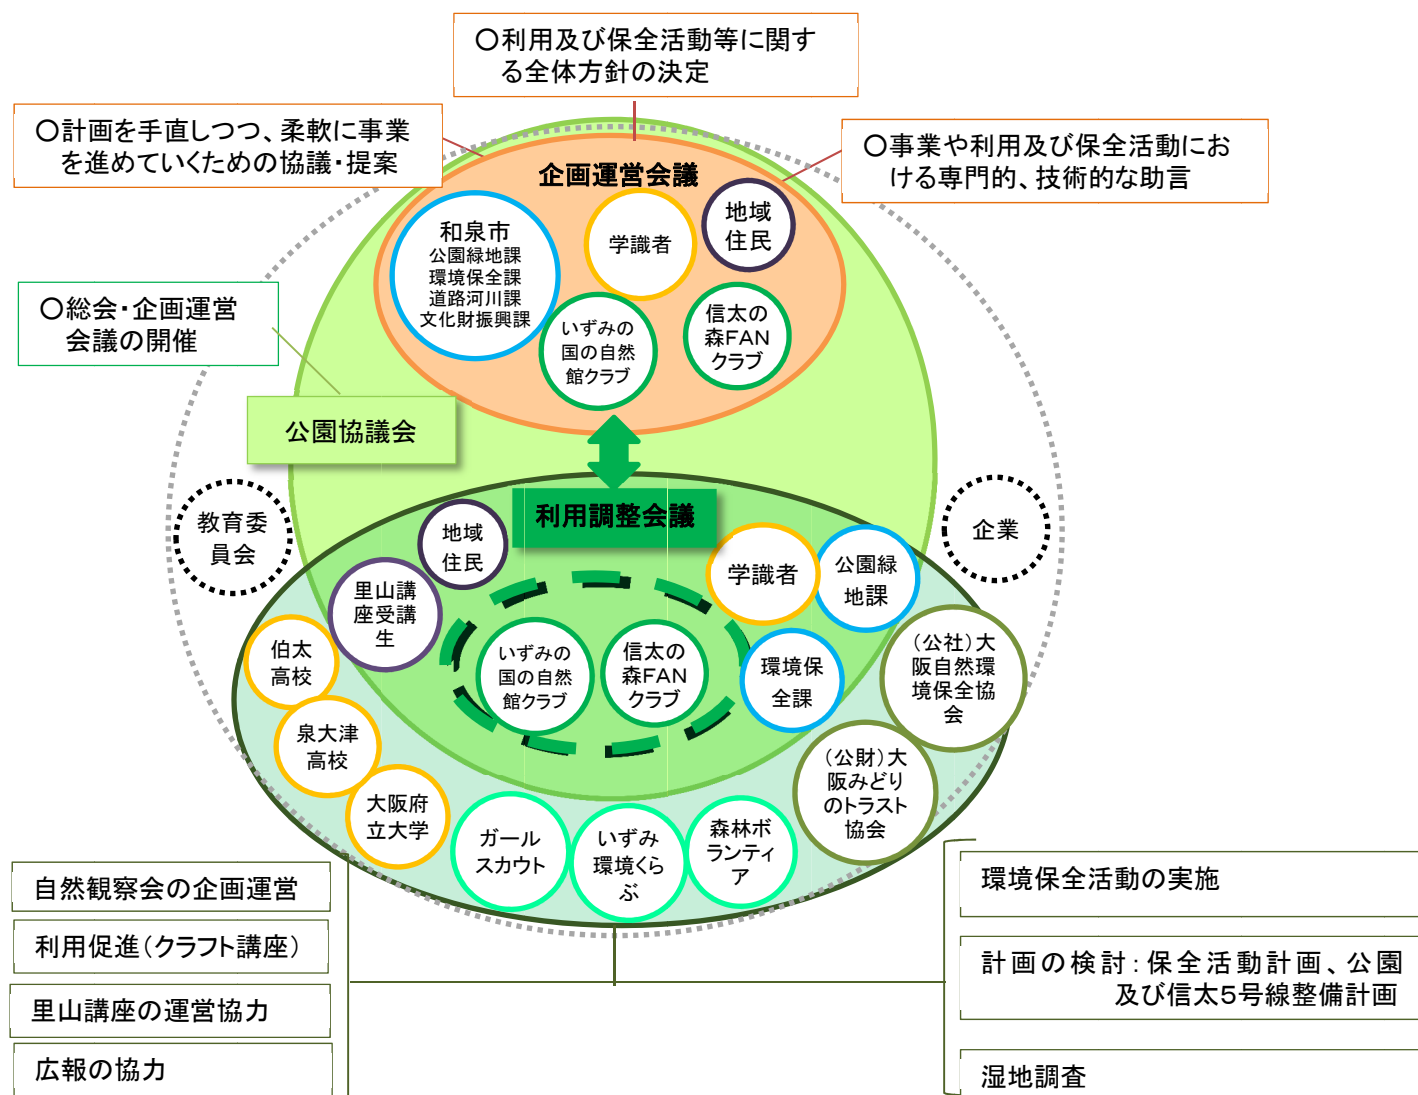 〇利用及び保全活動等に関す
る全体方針の決定
〇計画を手直しつつ、柔軟に事業
を進めていくための協議・提案
〇事業や利用及び保全活動にお
ける専門的、技術的な助言
企画運営会議
和泉市
公園緑地課
環境保全課
道路河川課
文化財振興課
学識者
地域
住民
いずみの
国の自然
館クラブ
信太の
森FAN
クラブ
〇総会・企画運営
会議の開催
公園協議会
利用調整会議
教育委
員会
企業
地域
住民
里山講
座受講
生
学識者
公園緑
地課
伯太
高校
いずみの
国の自然
館クラブ
信太の
森FAN
クラブ
環境保
全課
(公社)大
阪自然環
境保全協
会
泉大津
高校
大阪府
立大学
(公財)大
阪みどり
のトラスト
協会
ガール
スカウト
いずみ
環境くら
ぶ
森林ボ
ランティ
ア
自然観察会の企画運営
利用促進(クラフト講座)
里山講座の運営協力
広報の協力
環境保全活動の実施
計画の検討:保全活動計画、公園
及び信太5号線整備計画
湿地調査